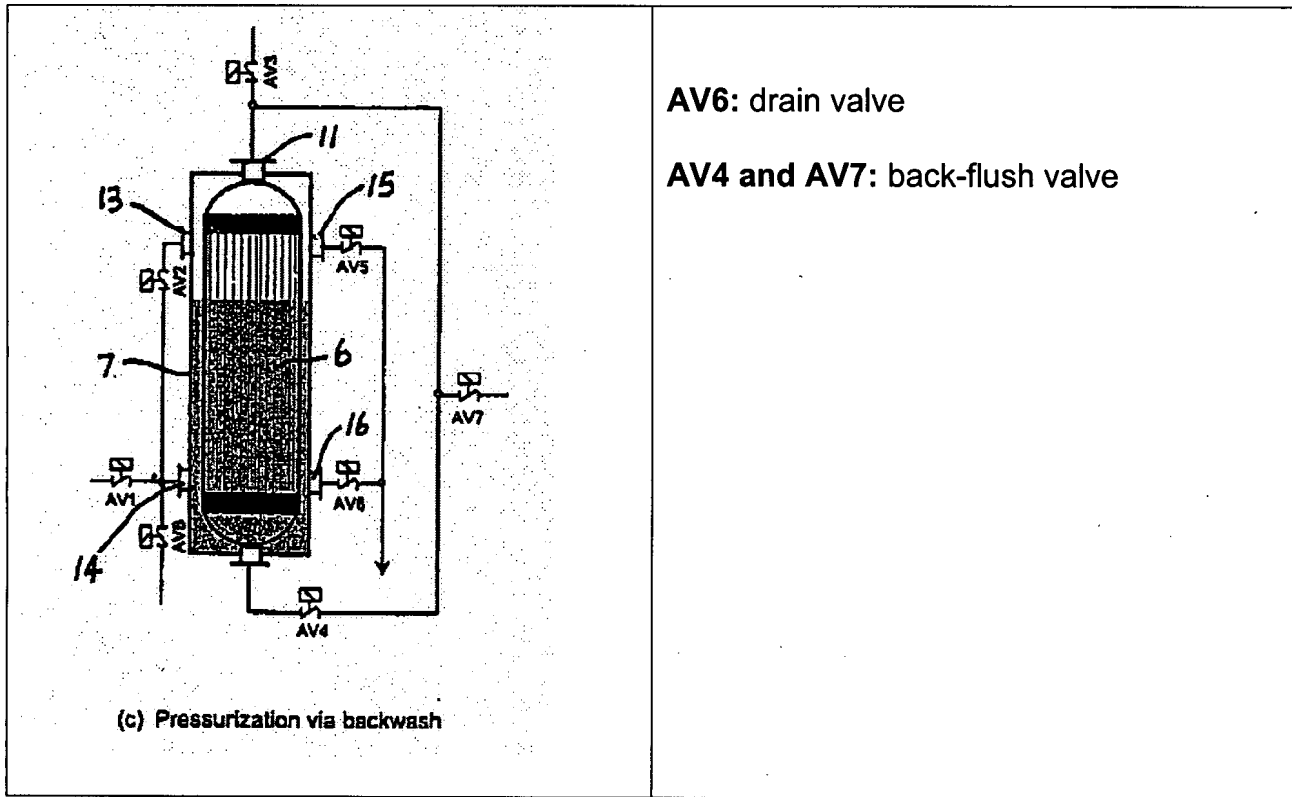 AV3
11
13
15
AV2
AV5
7
6
AV7
16
AV1
AV6
AV8
14
AV4
(c) Pressurization via backwash
AV6: drain valve
AV4 and AV7: back-flush valve